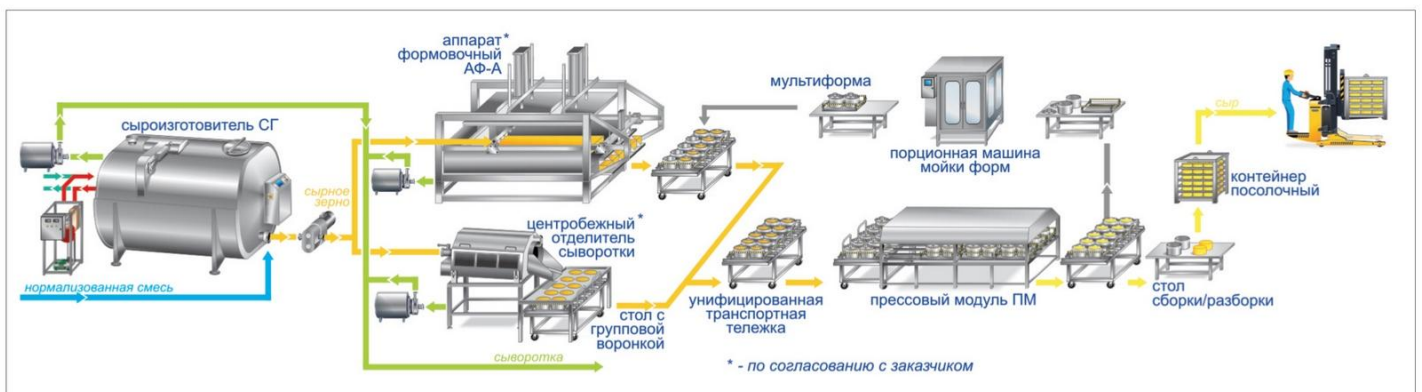 аппарат*
формовочный
АФ-А
сыроизготовитель СГ
сырное
зерно
нормализованная смесь
центробежный*
отделитель
сыворотки
стол с
групповой
воронкой
сыворотка
мультиформа
порционная машина
мойки форм
унифицированная
транспортная
тележка
прессовый модуль ПМ
сыр
контейнер
посолочный
стол
сборки/разборки
* - по согласованию с заказчиком